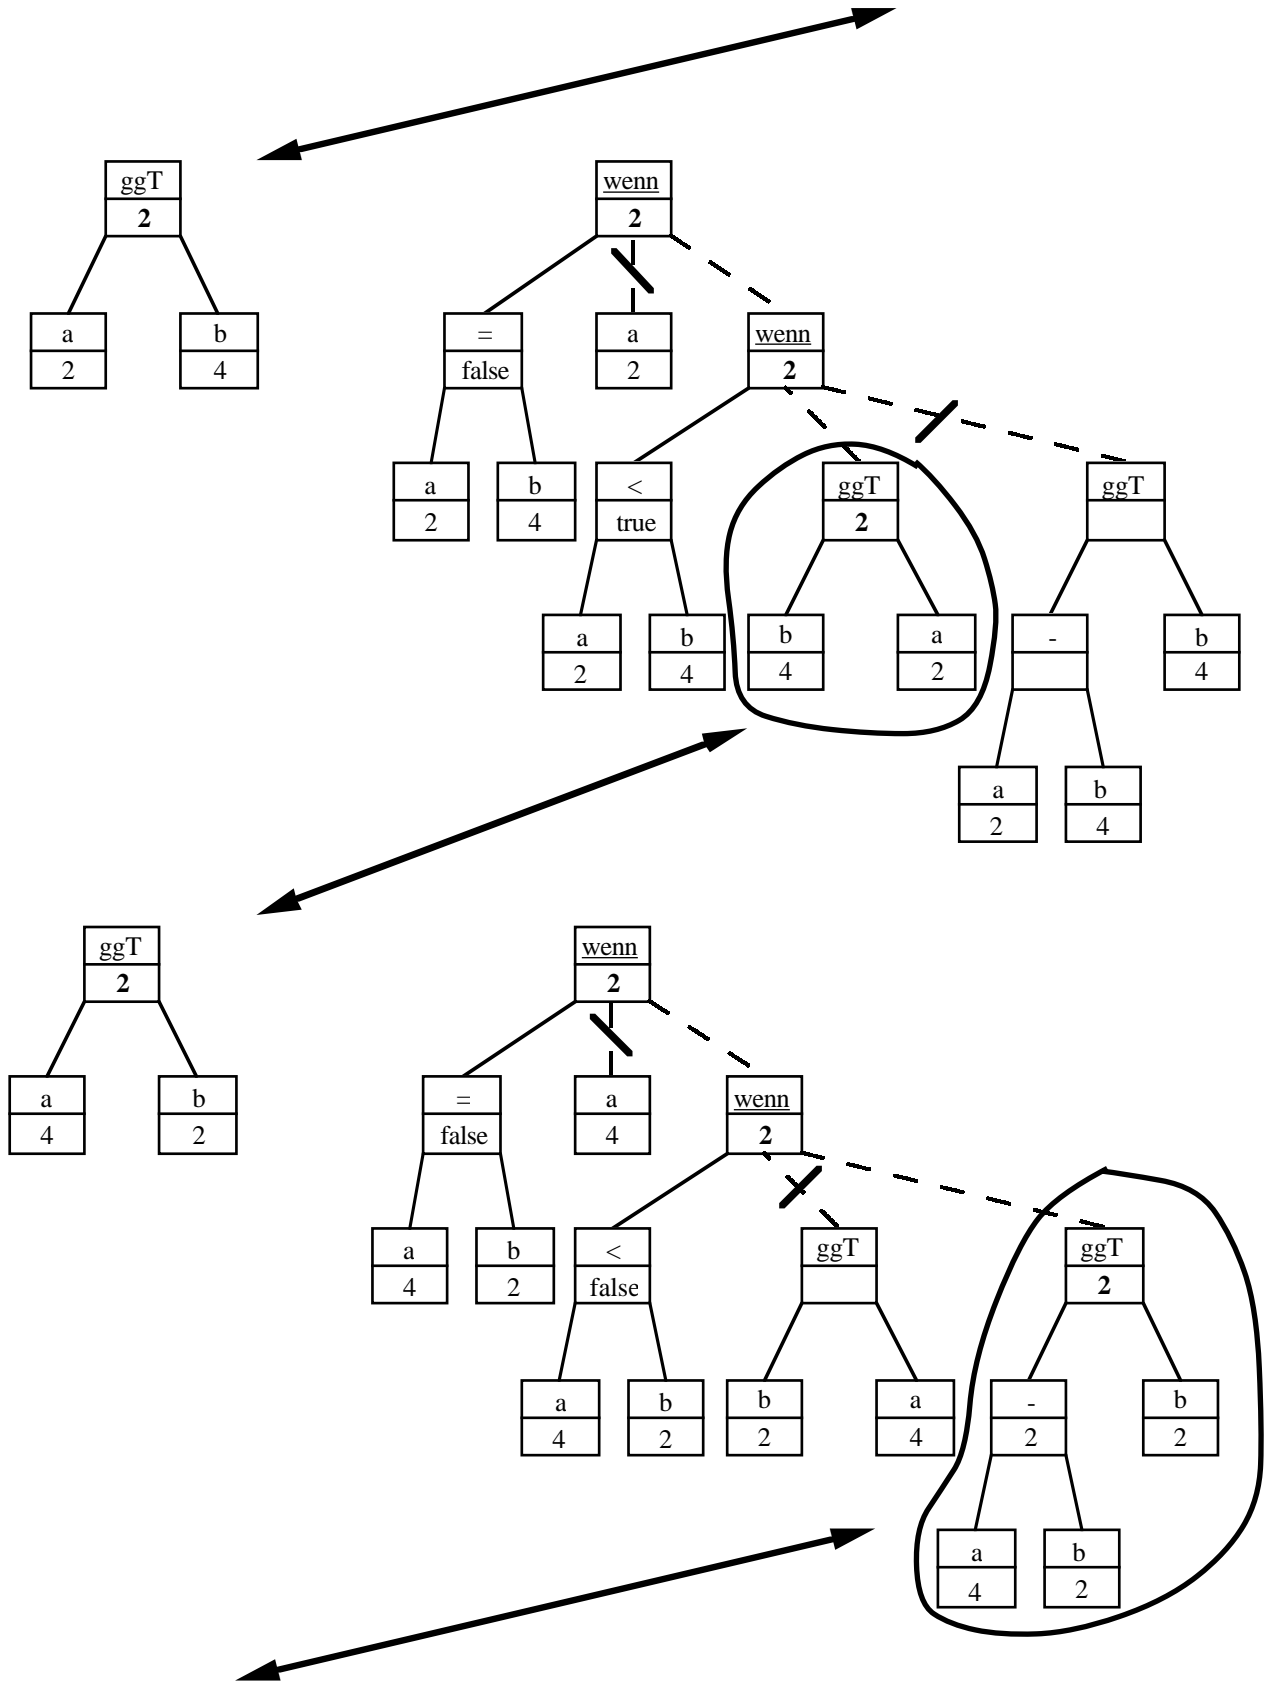 ggT wenn
2 2
a b = a wenn
2 4 false 2 2
a b < ggT ggT
2 4 true 2
a b b a - b
2 4 4 2 4
a b
2 4
ggT wenn
2 2
a b = a wenn
4 2 false 4 2
a b < ggT ggT
4 2 false 2
a b b a - b
4 2 2 4 2 2
a b
4 2